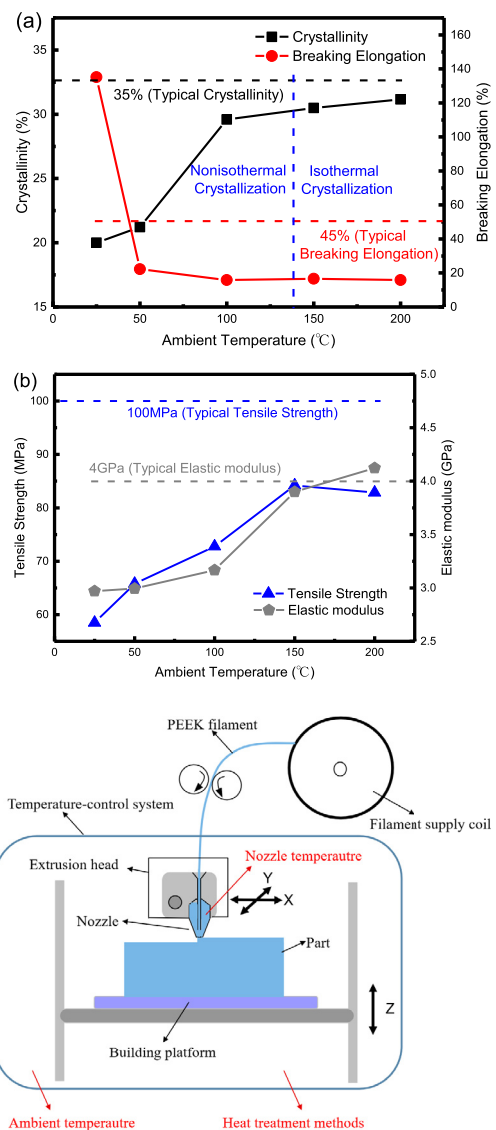 (a)
Crystallinity
Breaking Elongation
35% (Typical Crystallinity)
Nonisothermal
Crystallization
Isothermal
Crystallization
45% (Typical
Breaking Elongation)
35
30
25
20
15
Crystallinity (%)
160
140
120
100
80
60
40
20
0
Breaking Elongation (%)
0
50
100
150
200
Ambient Temperature (℃)
(b)
100MPa (Typical Tensile Strength)
4GPa (Typical Elastic modulus)
Tensile Strength
Elastic modulus
100
90
80
70
60
Tensile Strength (MPa)
5.0
4.5
4.0
3.5
3.0
2.5
Elastic modulus (GPa)
0
50
100
150
200
Ambient Temperature (℃)
PEEK filament
Filament supply coil
Temperature-control system
Extrusion head
Nozzle temperautre
Y
X
Nozzle
Part
Z
Building platform
Ambient temperautre
Heat treatment methods